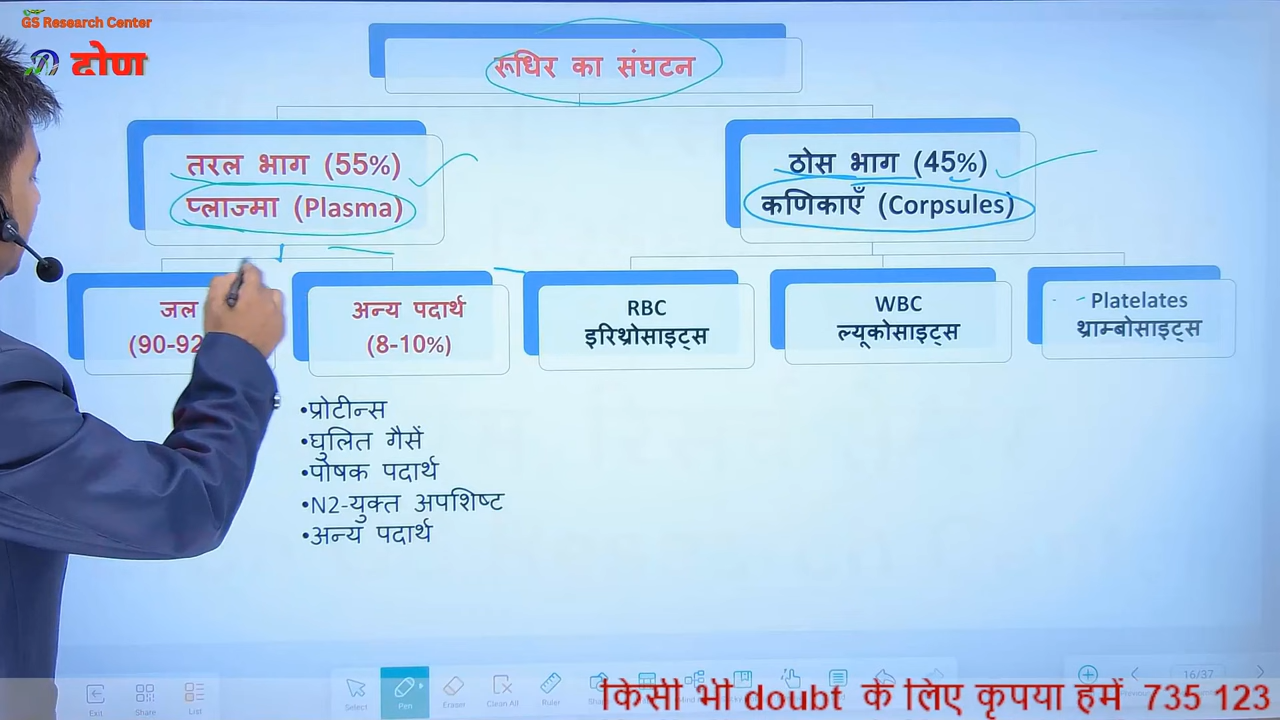 GS Research Center
द्रोण
रूधिर का संघटन
तरल भाग (55%)
प्लाज्मा (Plasma)
ठोस भाग (45%)
कणिकाएँ (Corpsules)
जल
(90-92
अन्य पदार्थ
(8-10%)
RBC
इरिथ्रोसाइट्स
WBC
ल्यूकोसाइट्स
Platelates
थ्राम्बोसाइट्स
•प्रोटीन्स
•घुलित गैसें
•पोषक पदार्थ
•N2-युक्त अपशिष्ट
•अन्य पदार्थ
Exit
Share
List
Select
Pen
Eraser
Clean All
Ruler
16/37
किसी भी doubt के लिए कृपया हमें 735 123